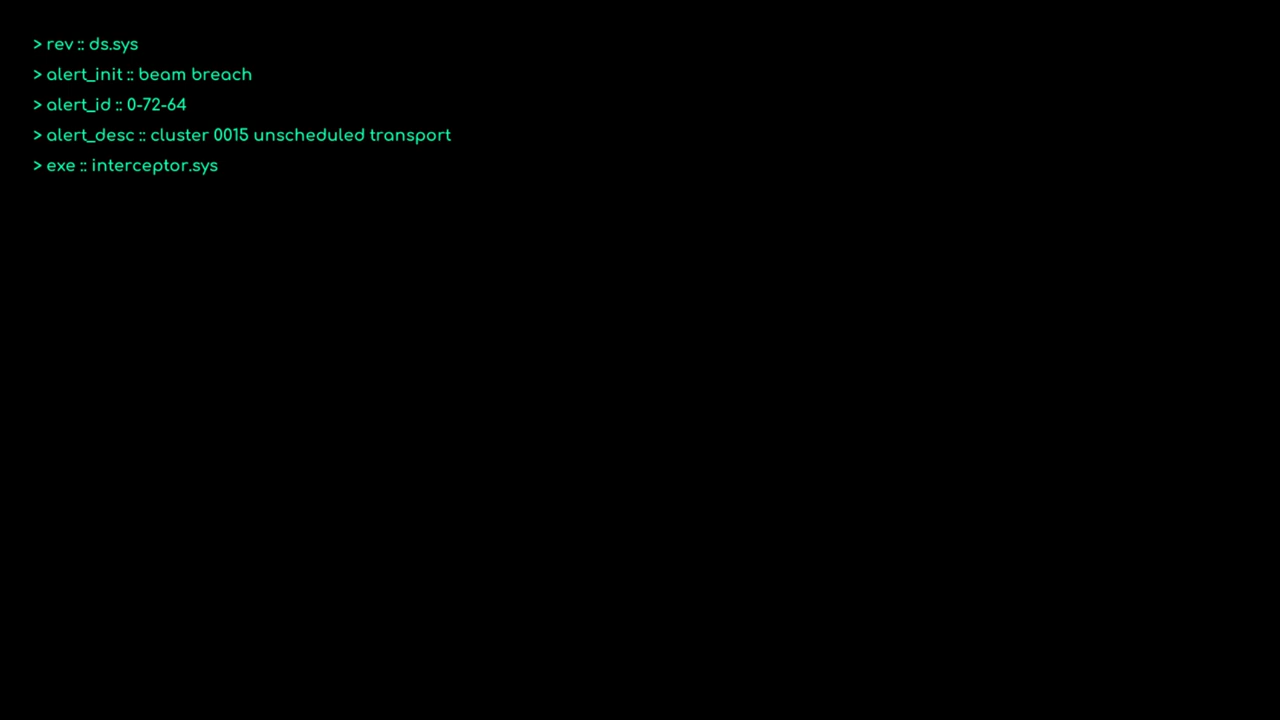 > rev :: ds.sys
> alert_init :: beam breach
> alert_id :: 0-72-64
> alert_desc :: cluster 0015 unscheduled transport
> exe :: interceptor.sys